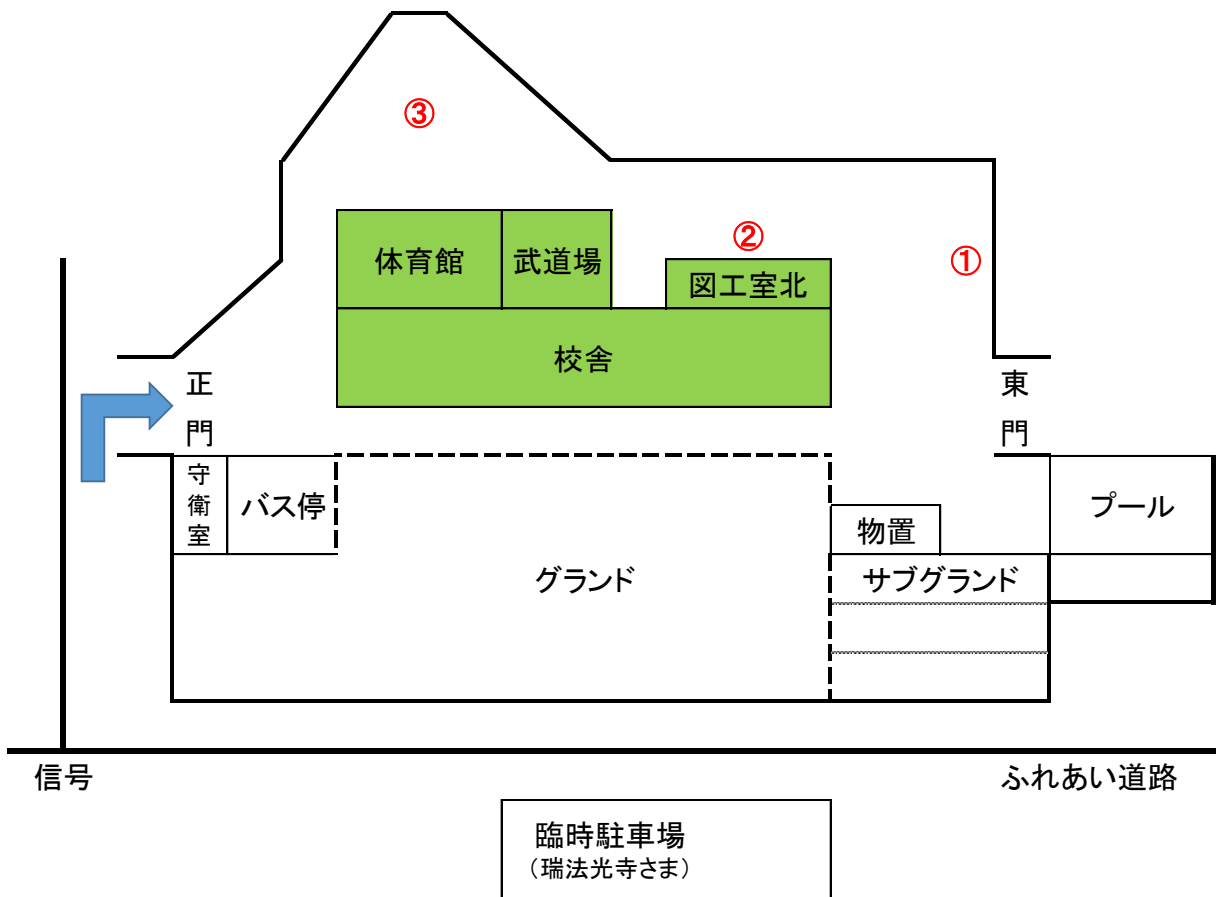 ③
②
①
体育館
武道場
図工室北
校舎
正門
東門
守衛室
バス停
プール
物置
グランド
サブグランド
信号
ふれあい道路
臨時駐車場
（瑞法光寺さま）